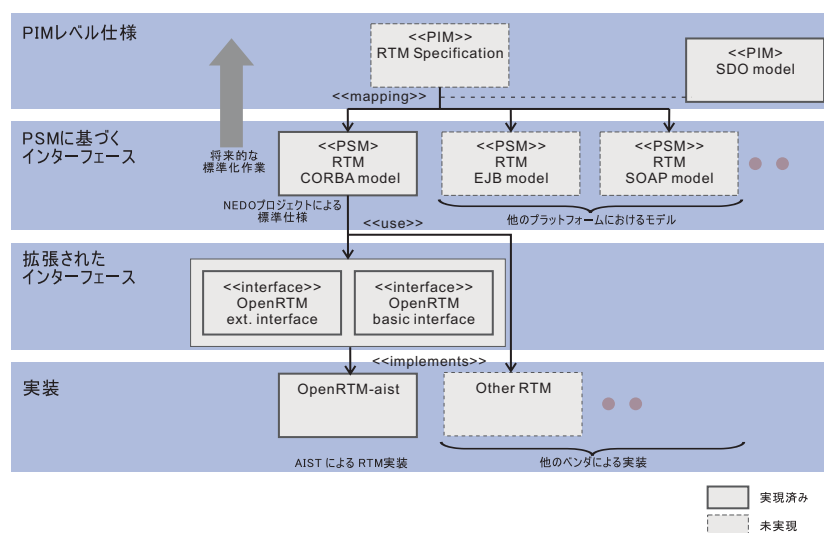 PIMレベル仕様
<<PIM>>
RTM Specification
<<PIM>
SDO model
<<mapping>>
PSMに基づく
インターフェース
将来的な
標準化作業
<<PSM>
RTM
CORBA model
<<PSM>>
RTM
EJB model
<<PSM>>
RTM
SOAP model
NEDOプロジェクトによる
標準仕様
<<use>>
他のプラットフォームにおけるモデル
拡張された
インターフェース
<<interface>>
OpenRTM
ext. interface
<<interface>>
OpenRTM
basic interface
<<implements>>
実装
OpenRTM-aist
Other RTM
AIST による RTM実装
他のベンダによる実装
実現済み
未実現